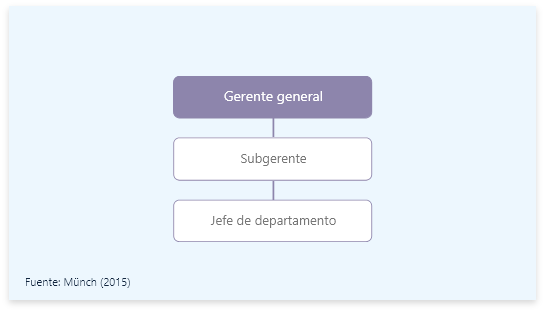 Gerente general
Subgerente
Jefe de departamento
Fuente: Münch (2015)